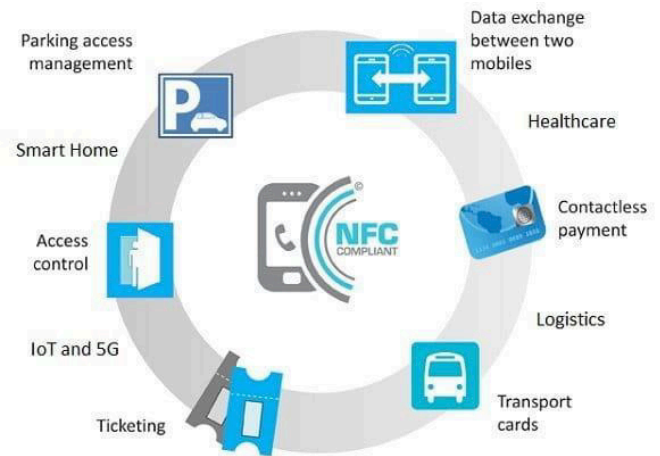 Parking access
management
Data exchange
between two
mobiles
Healthcare
Smart Home
P
Contactless
payment
Access
control
©
NFC
COMPLIANT
Logistics
IoT and 5G
Transport
cards
Ticketing